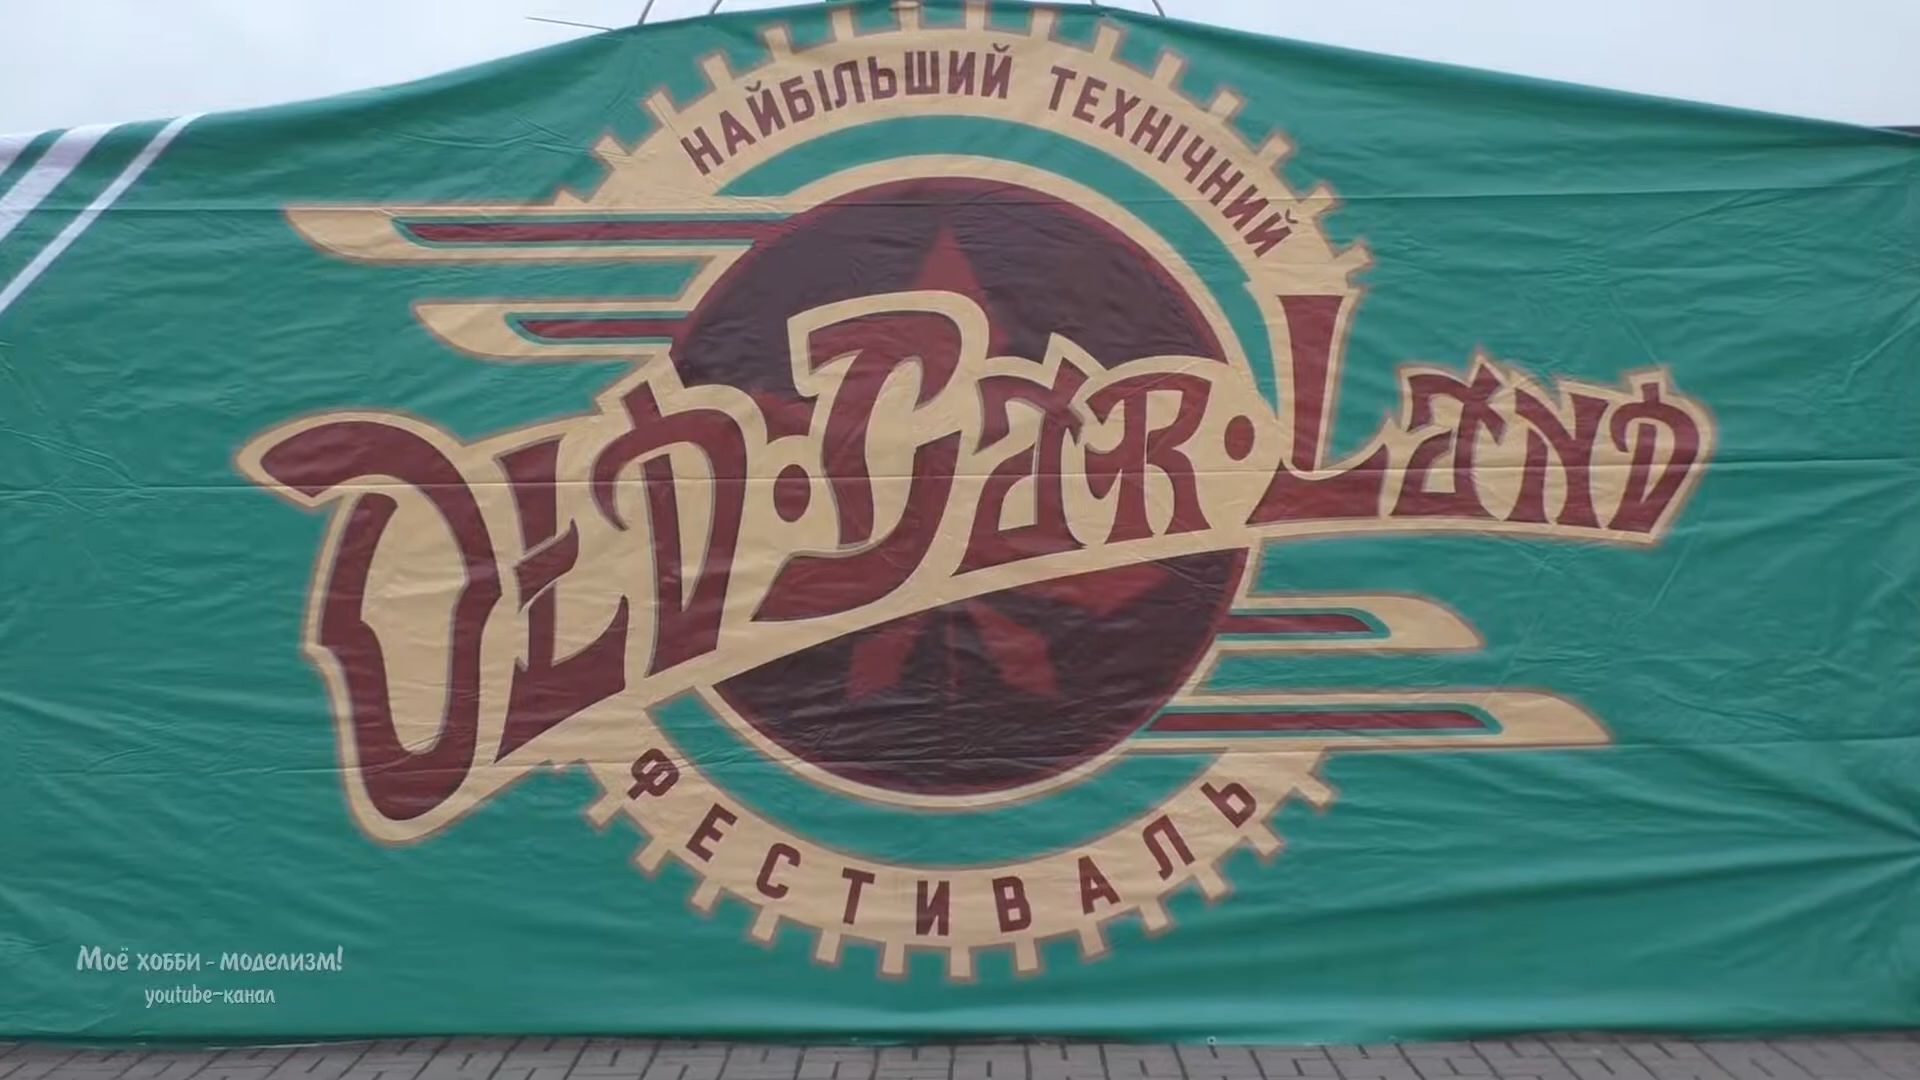 НАЙБІЛЬШИЙ ТЕХНІЧНИЙ
OLD·CAR·LAND
ФЕСТИВАЛЬ
Моё хобби - моделизм!
youtube-канал